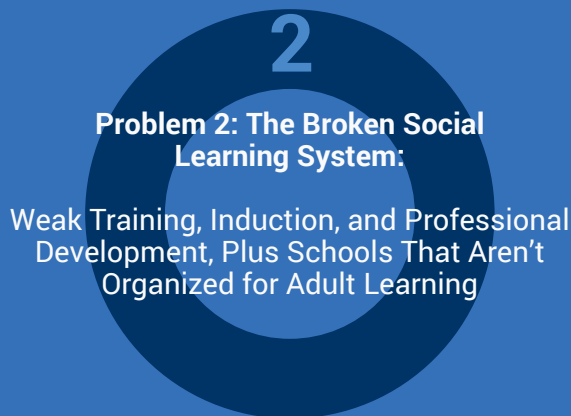 2
Problem 2: The Broken Social
Learning System:
Weak Training, Induction, and Professional
Development, Plus Schools That Aren’t
Organized for Adult Learning